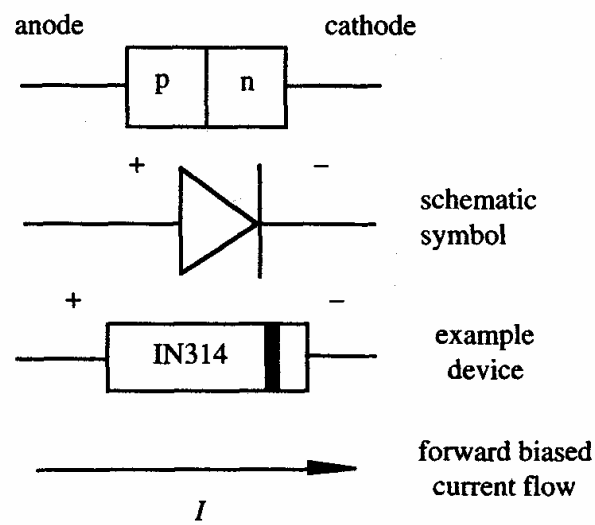 anode cathode
p n
+ −
schematic
symbol
+ −
IN314
example
device
forward biased
current flow
I